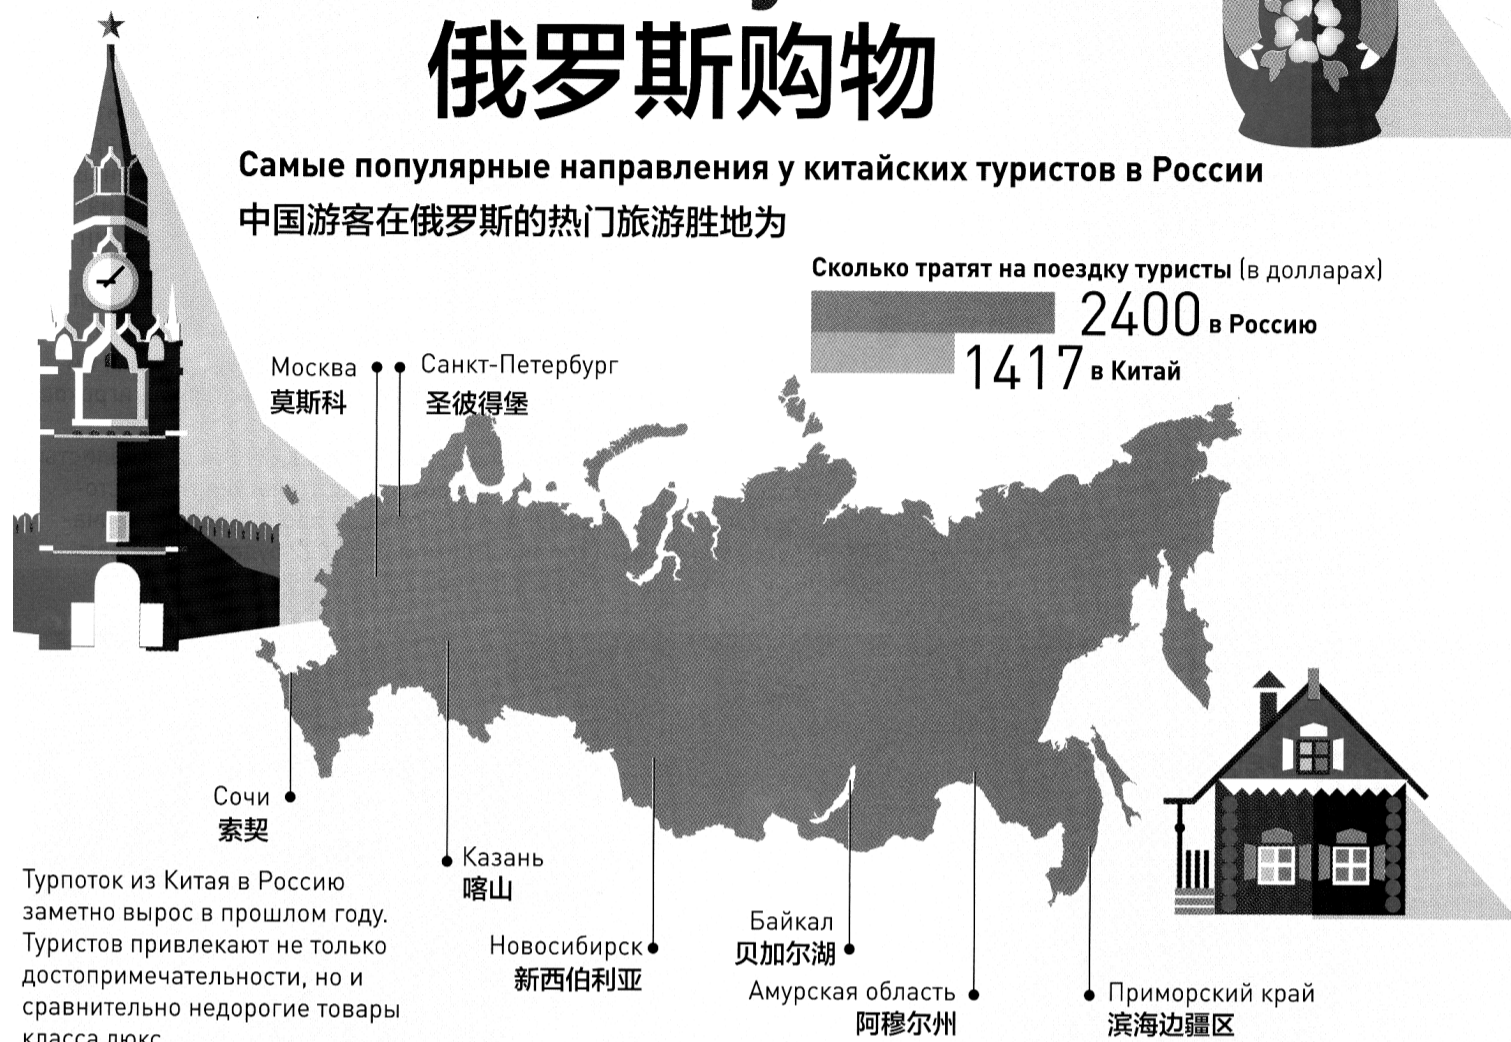 俄罗斯购物
Самые популярные направления у китайских туристов в России
中国游客在俄罗斯的热门旅游胜地为
Сколько тратят на поездку туристы (в долларах)
2400 в Россию
1417 в Китай
Москва
莫斯科
Санкт-Петербург
圣彼得堡
Сочи
索契
Казань
喀山
Новосибирск
新西伯利亚
Байкал
贝加尔湖
Амурская область
阿穆尔州
Приморский край
滨海边疆区
Турпоток из Китая в Россию
заметно вырос в прошлом году.
Туристов привлекают не только
достопримечательности, но и
сравнительно недорогие товары
класса люкс